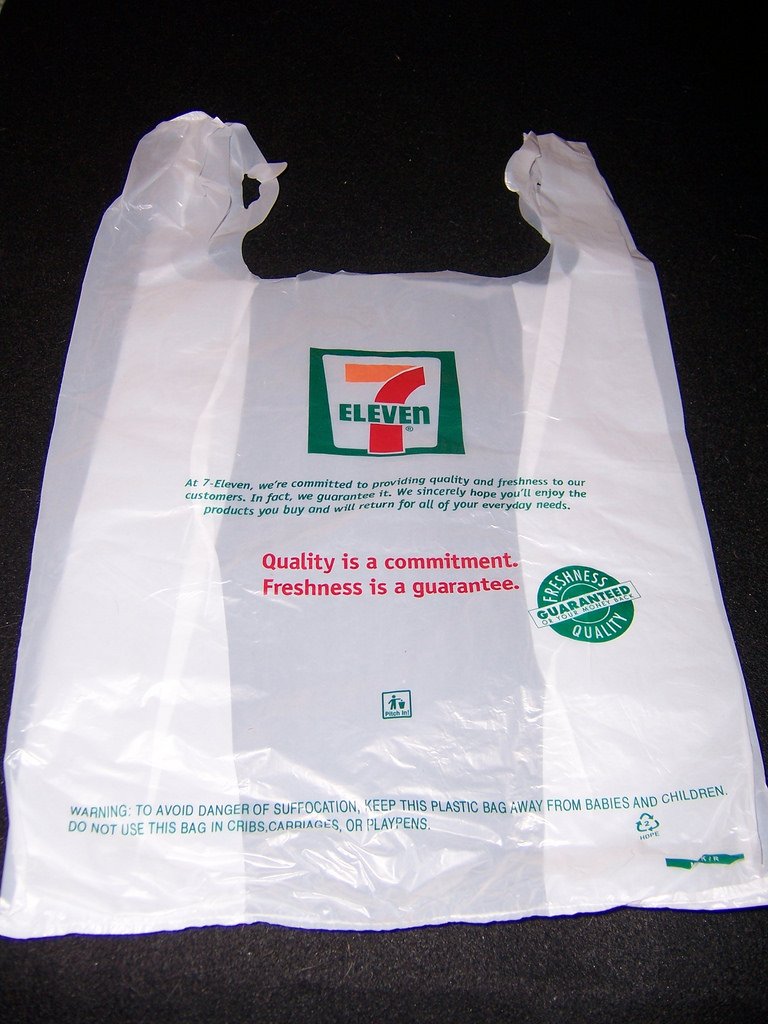 7
ELEVEN
®
At 7-Eleven, we're committed to providing quality and freshness to our
customers. In fact, we guarantee it. We sincerely hope you'll enjoy the
products you buy and will return for all of your everyday needs.
Quality is a commitment.
Freshness is a guarantee.
FRESHNESS
GUARANTEED
OR YOUR MONEY BACK
QUALITY
Pitch In!
WARNING: TO AVOID DANGER OF SUFFOCATION, KEEP THIS PLASTIC BAG AWAY FROM BABIES AND CHILDREN.
DO NOT USE THIS BAG IN CRIBS,CARRIAGES, OR PLAYPENS.
2
HDPE